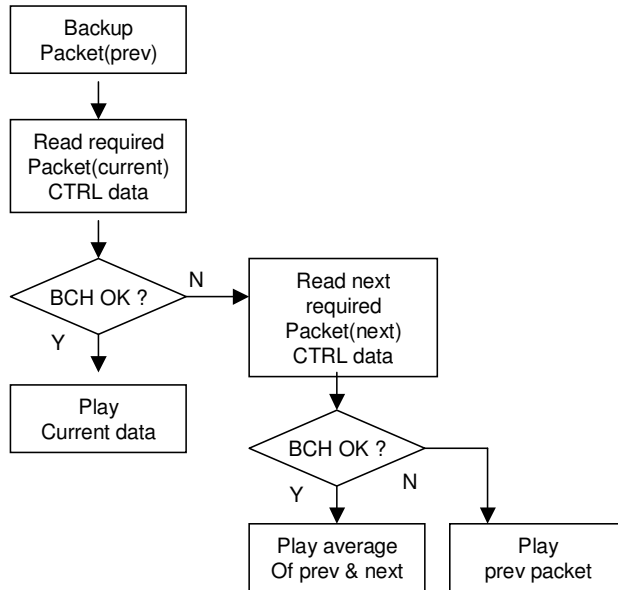 Backup
Packet(prev)
Read required
Packet(current)
CTRL data
BCH OK ?
N
Y
Read next
required
Packet(next)
CTRL data
Play
Current data
BCH OK ?
Y
N
Play average
Of prev & next
Play
prev packet